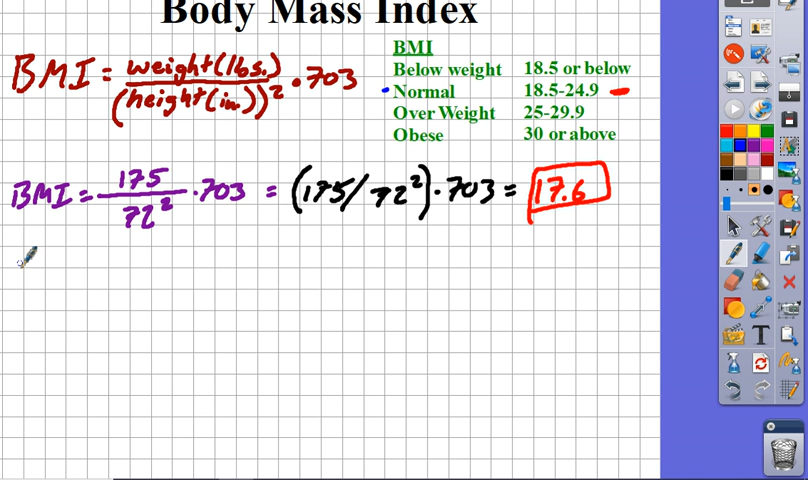 Body Mass Index
BMI = weight(lbs.) / (height(in.))² · 703
BMI
Below weight 18.5 or below
Normal 18.5-24.9
Over Weight 25-29.9
Obese 30 or above
BMI = 175 / 72² · 703 = (175/72²) · 703 = 17.6